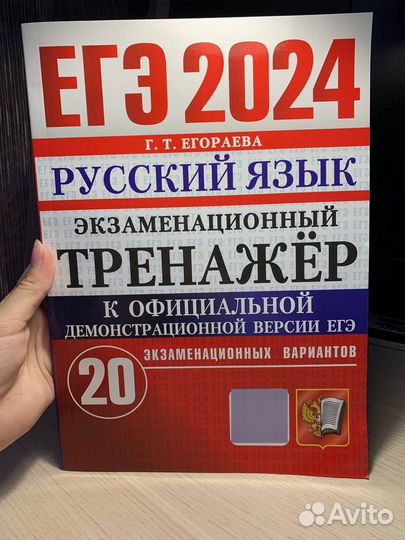 ЕГЭ 2024
Г. Т. ЕГОРАЕВА
РУССКИЙ ЯЗЫК
ЭКЗАМЕНАЦИОННЫЙ
ТРЕНАЖЁР
К ОФИЦИАЛЬНОЙ
ДЕМОНСТРАЦИОННОЙ ВЕРСИИ ЕГЭ
20 ЭКЗАМЕНАЦИОННЫХ ВАРИАНТОВ
Avito